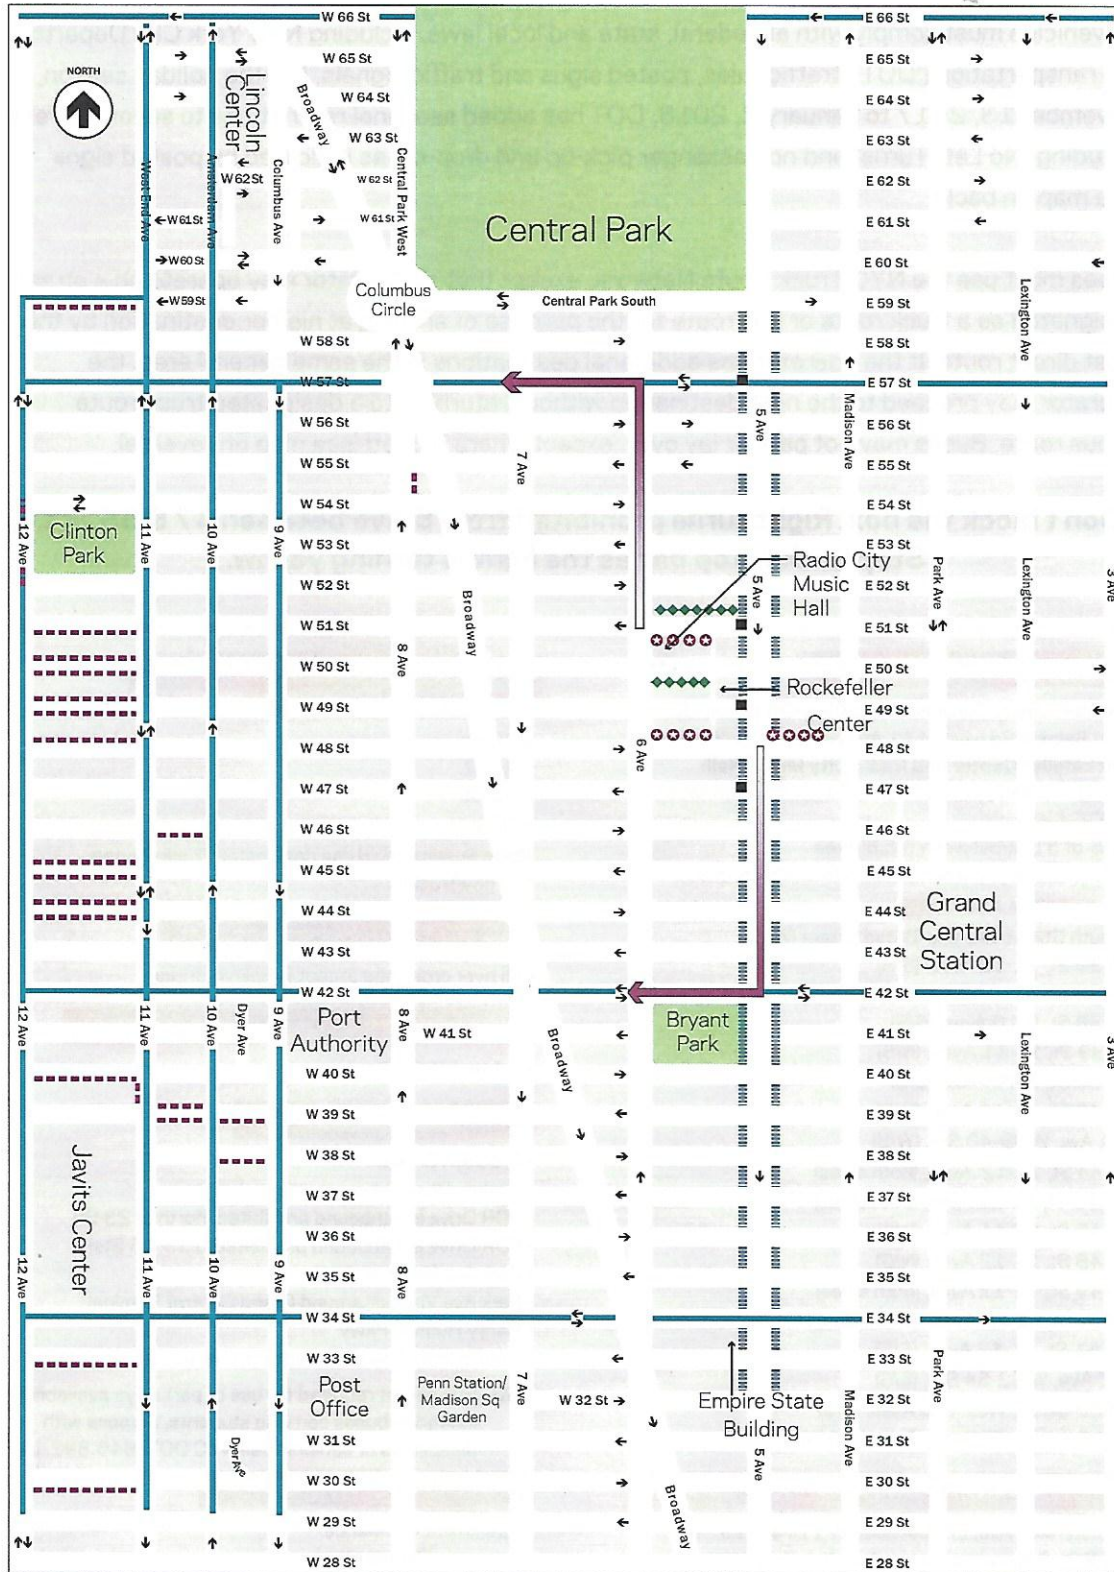 W 66 St
E 66 St
W 65 St
E 65 St
NORTH
Lincoln
Center
W 64 St
Broadway
E 64 St
W 63 St
E 63 St
W 62 St
W 62 St
E 62 St
West End Ave
Amsterdam Ave
Columbus Ave
Central Park West
W 61 St
W 61 St
E 61 St
Central Park
W 60 St
E 60 St
W 59 St
Columbus
Circle
Central Park South
E 59 St
Lexington Ave
W 58 St
E 58 St
W 57 St
E 57 St
W 56 St
5 Ave
Madison Ave
E 56 St
W 55 St
7 Ave
E 55 St
W 54 St
E 54 St
Clinton
Park
12 Ave
11 Ave
10 Ave
9 Ave
W 53 St
E 53 St
Radio City
Music
Hall
W 52 St
5 Ave
E 52 St
Park Ave
Lexington Ave
3 Ave
Broadway
W 51 St
E 51 St
8 Ave
W 50 St
E 50 St
Rockefeller
Center
W 49 St
E 49 St
W 48 St
6 Ave
E 48 St
W 47 St
E 47 St
W 46 St
E 46 St
W 45 St
E 45 St
W 44 St
E 44 St
Grand
Central
Station
W 43 St
E 43 St
W 42 St
E 42 St
12 Ave
11 Ave
10 Ave
Dyer Ave
9 Ave
Port
Authority
8 Ave
W 41 St
Broadway
Bryant
Park
E 41 St
Lexington Ave
3 Ave
W 40 St
E 40 St
W 39 St
E 39 St
W 38 St
E 38 St
Javits Center
W 37 St
E 37 St
W 36 St
E 36 St
12 Ave
11 Ave
10 Ave
9 Ave
W 35 St
8 Ave
E 35 St
W 34 St
E 34 St
W 33 St
E 33 St
Park Ave
Post
Office
Penn Station/
Madison Sq
Garden
7 Ave
W 32 St
Empire State
Building
Madison Ave
E 32 St
W 31 St
E 31 St
Dyer Ave
5 Ave
W 30 St
E 30 St
Broadway
W 29 St
E 29 St
W 28 St
E 28 St